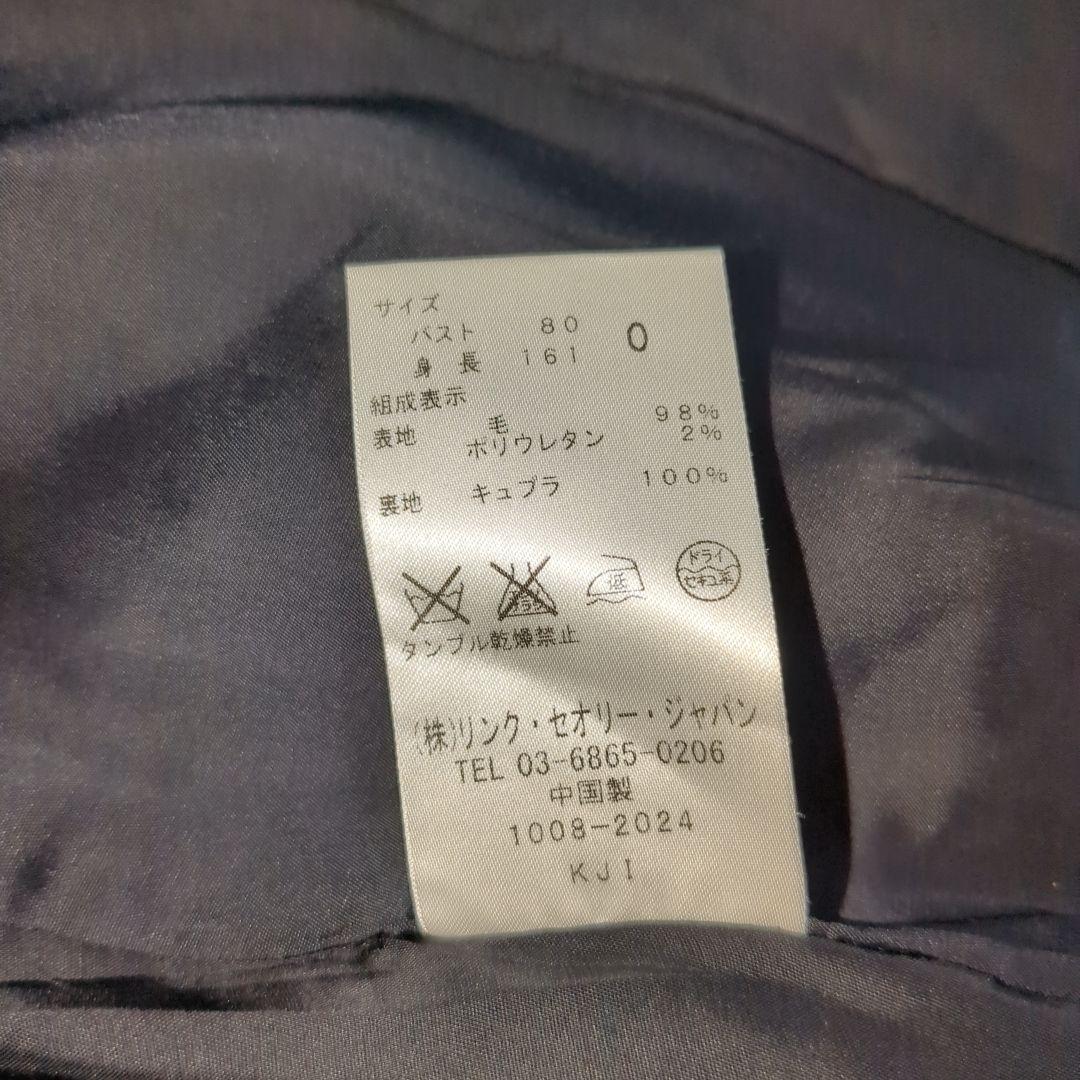 サイズ
バスト 80 0
身長 161
組成表示
表地 毛 98%
ポリウレタン 2%
裏地 キュプラ 100%
低
ドライ
セキユ系
タンブル乾燥禁止
(株)リンク・セオリー・ジャパン
TEL 03-6865-0206
中国製
1008-2024
KJI